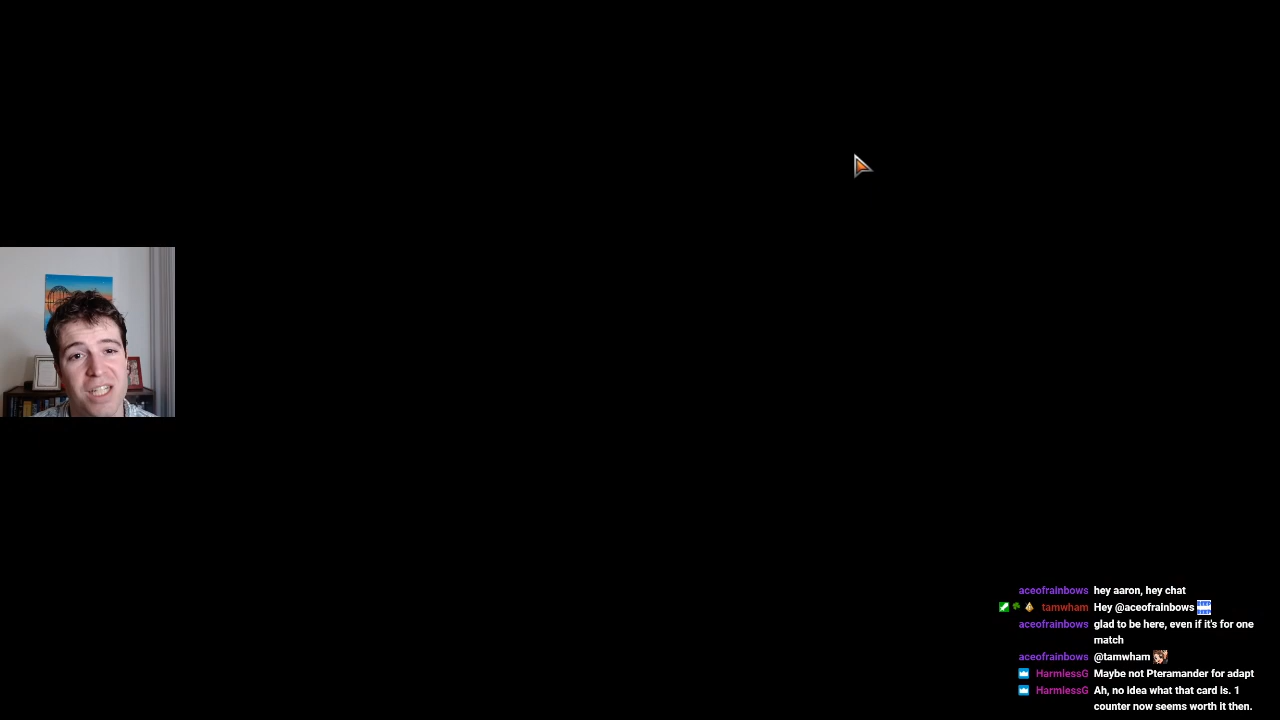 aceofrainbows hey aaron, hey chat
tamwham Hey @aceofrainbows
aceofrainbows glad to be here, even if it's for one
match
aceofrainbows @tamwham
HarmlessG Maybe not Pteramander for adapt
HarmlessG Ah, no idea what that card is. 1
counter now seems worth it then.